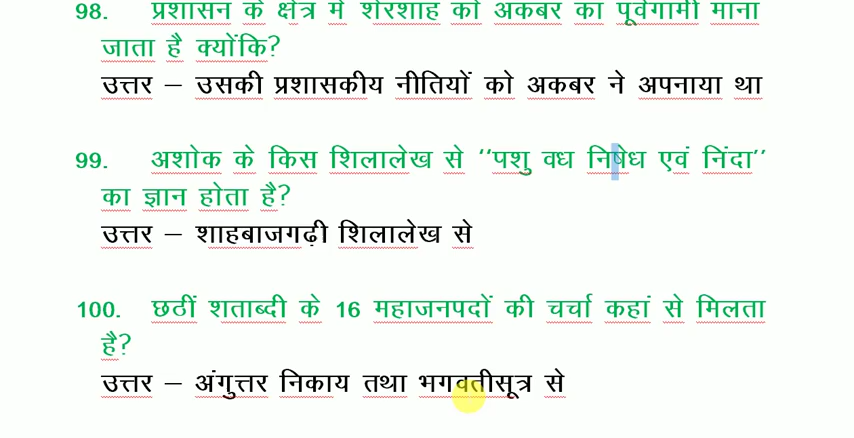 98. प्रशासन के क्षेत्र में शेरशाह को अकबर का पूर्वगामी माना
जाता है क्योंकि?
उत्तर – उसकी प्रशासकीय नीतियों को अकबर ने अपनाया था
99. अशोक के किस शिलालेख से ‘‘पशु वध निषेध एवं निंदा’’
का ज्ञान होता है?
उत्तर – शाहबाजगढ़ी शिलालेख से
100. छठीं शताब्दी के 16 महाजनपदों की चर्चा कहां से मिलता
है?
उत्तर – अंगुत्तर निकाय तथा भगवतीसूत्र से